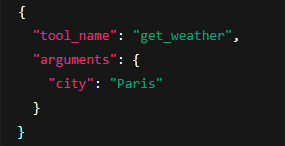 {
  "tool_name": "get_weather",
  "arguments": {
    "city": "Paris"
  }
}